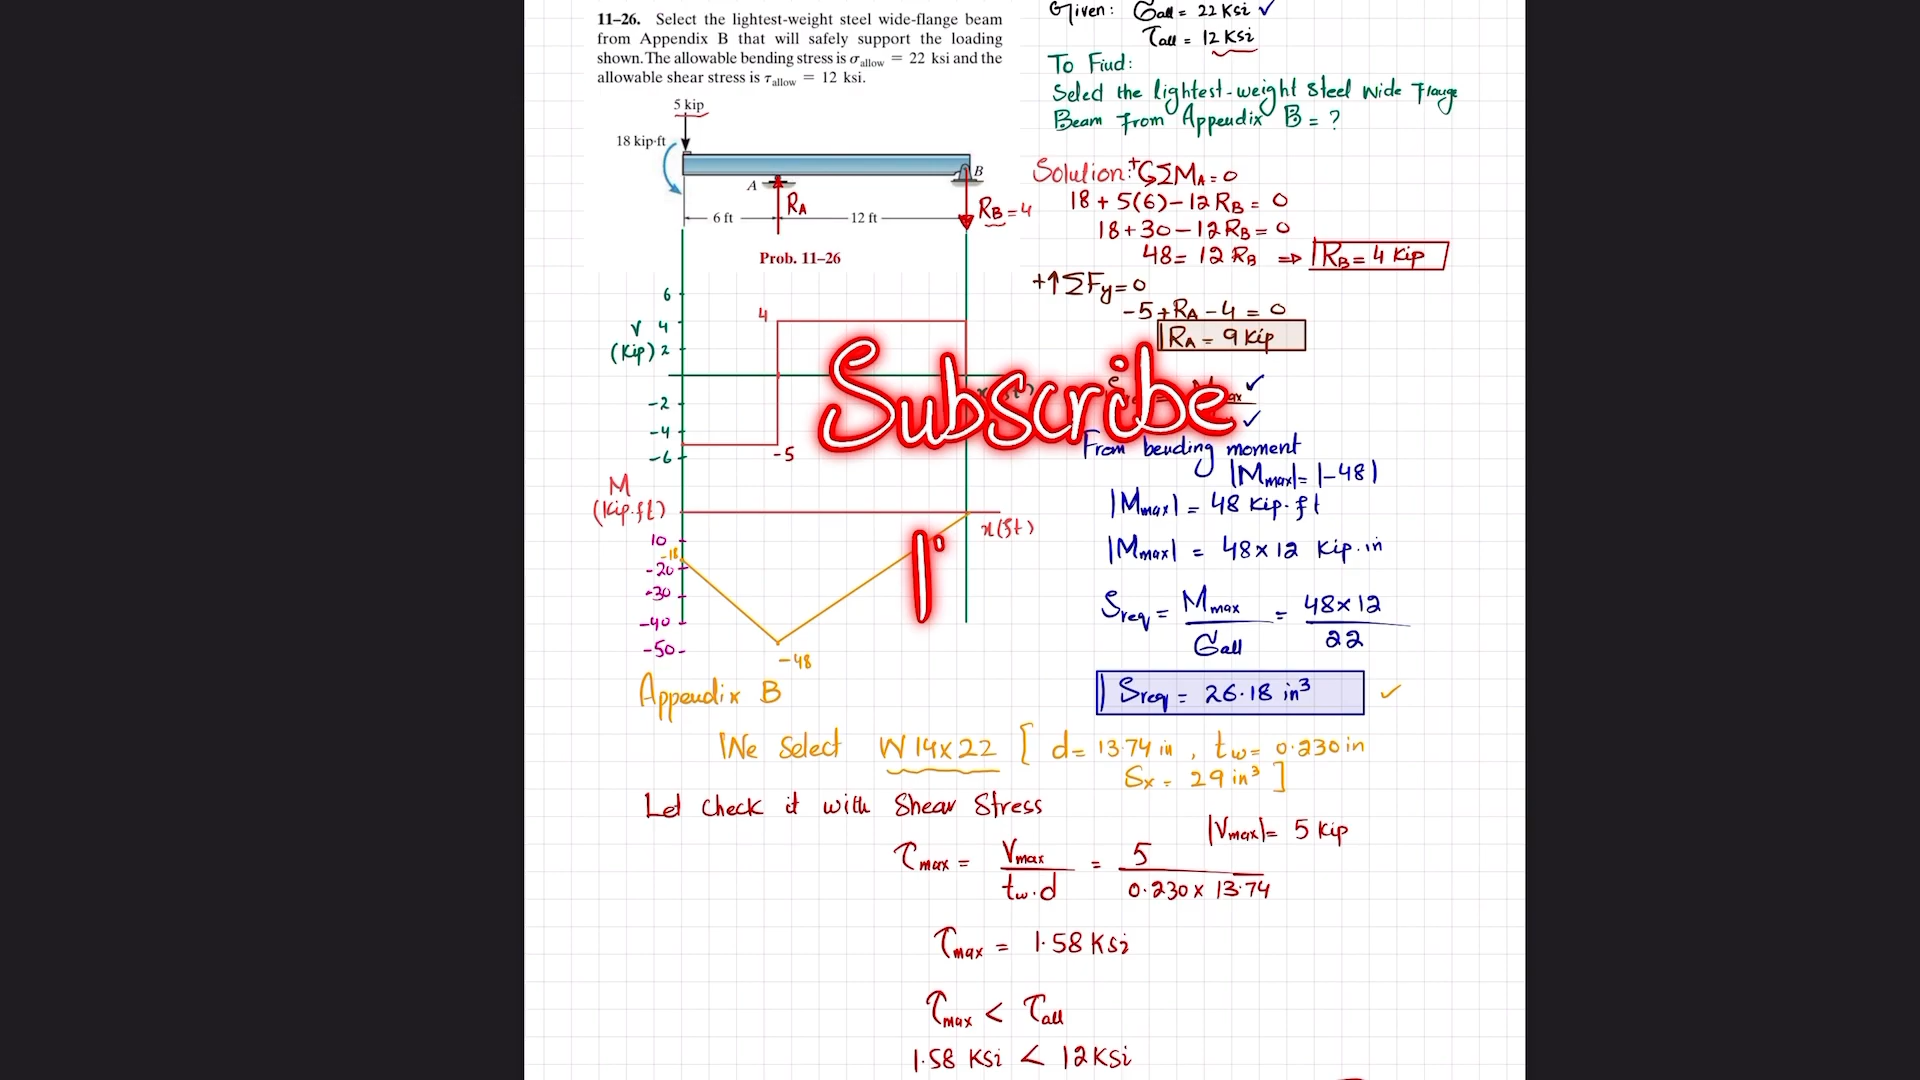 11–26. Select the lightest-weight steel wide-flange beam
from Appendix B that will safely support the loading
shown. The allowable bending stress is σallow = 22 ksi and the
allowable shear stress is τallow = 12 ksi.
5 kip
18 kip·ft
A
B
RA
RB = 4
6 ft
12 ft
Prob. 11–26
6
V 4
(Kip) 2
-2
-4
-6
4
-5
M
(Kip.ft)
x(ft)
10
-18
-20
-30
-40
-50
-48
Given: σall = 22 Ksi ✓
τall = 12 Ksi
To Find:
Select the lightest-weight Steel Wide Flange
Beam from Appendix B = ?
Solution: +↺ΣMA = 0
18 + 5(6) - 12 RB = 0
18 + 30 - 12 RB = 0
48 = 12 RB ⇒ RB = 4 Kip
+↑ΣFy = 0
-5 + RA - 4 = 0
RA = 9 Kip
Subscribe
From bending moment
|Mmax| = |-48|
|Mmax| = 48 Kip.ft
|Mmax| = 48 x 12 Kip.in
Sreq = Mmax / σall = 48x12 / 22
Sreq = 26.18 in³ ✓
Appendix B
We Select W14x22 [ d = 13.74 in, tw = 0.230 in
Sx = 29 in³ ]
Let check it with Shear Stress
|Vmax| = 5 Kip
τmax = Vmax / tw.d = 5 / 0.230 x 13.74
τmax = 1.58 Ksi
τmax < τall
1.58 Ksi < 12 Ksi